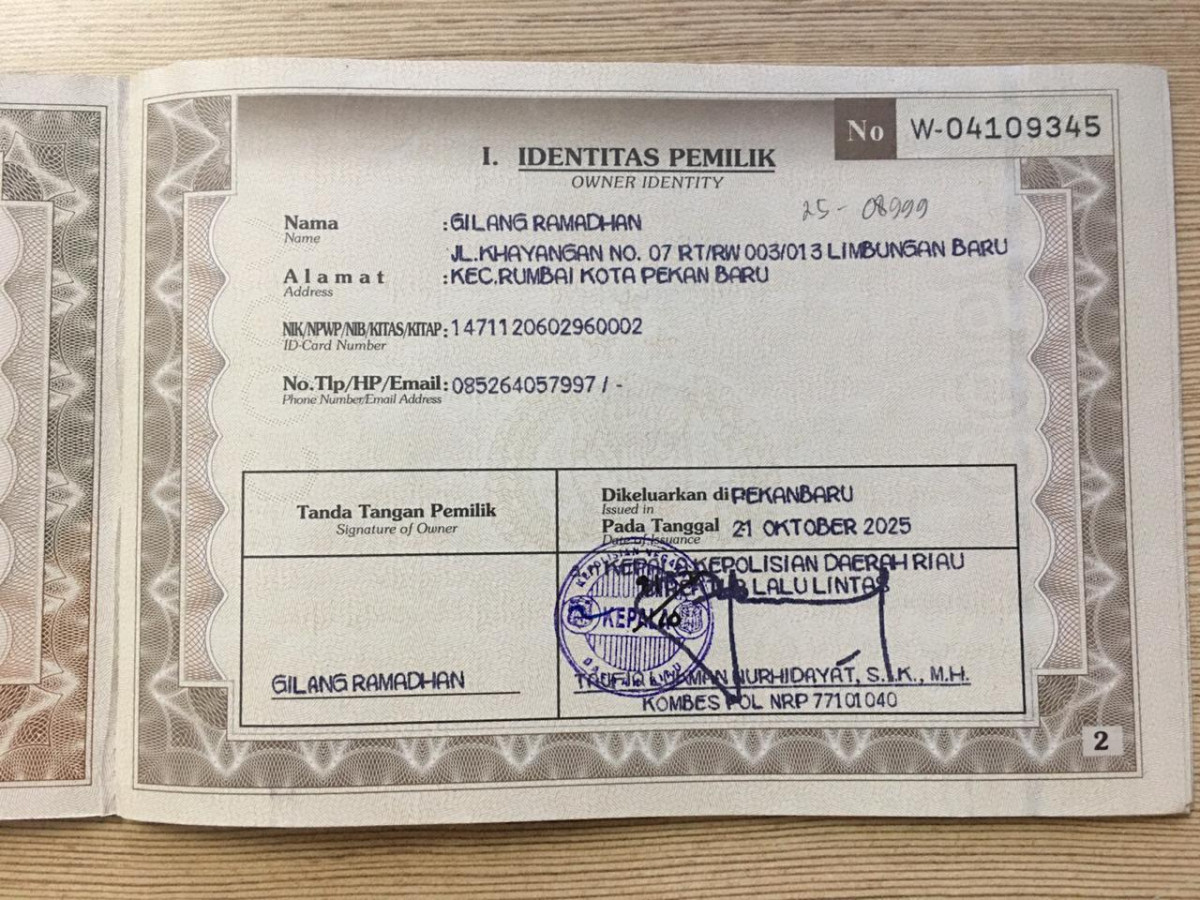 No W-04109345
I. IDENTITAS PEMILIK
OWNER IDENTITY
25- 08999
Nama :GILANG RAMADHAN
Name
JL.KHAYANGAN NO. 07 RT/RW 003/013 LIMBUNGAN BARU
Alamat :KEC.RUMBAI KOTA PEKAN BARU
Address
NIK/NPWP/NIB/KITAS/KITAP:1471120602960002
ID-Card Number
No.Tlp/HP/Email:085264057997 / -
Phone Number/Email Address
Tanda Tangan Pemilik
Signature of Owner
Dikeluarkan di PEKANBARU
Issued in
Pada Tanggal 21 OKTOBER 2025
Date of Issuance
KEPOLISIAN DAERAH RIAU
LALU LINTAS
GILANG RAMADHAN
NURHIDAYAT, S.I.K., M.H.
KOMBES POL NRP 77101040
2